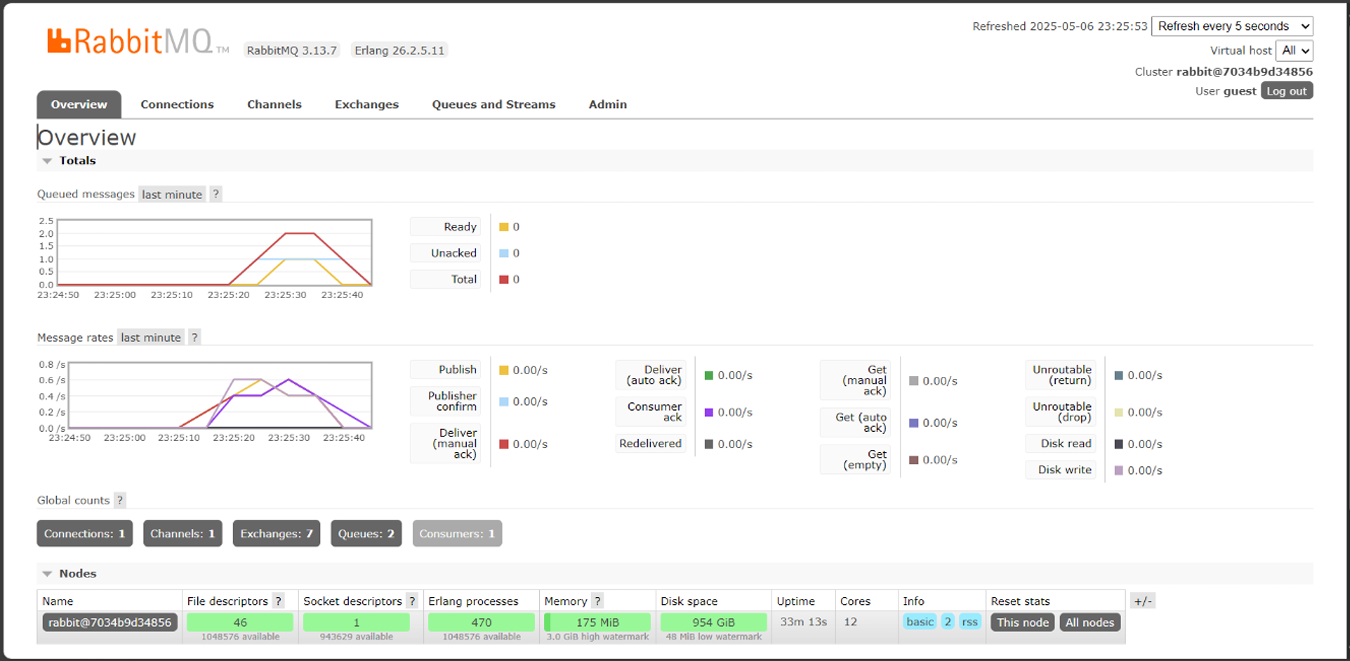 RabbitMQ TM RabbitMQ 3.13.7 Erlang 26.2.5.11
Refreshed 2025-05-06 23:25:53 Refresh every 5 seconds
Virtual host All
Cluster rabbit@7034b9d34856
User guest Log out
Overview Connections Channels Exchanges Queues and Streams Admin
Overview
Totals
Queued messages last minute ?
2.5
2.0
1.5
1.0
0.5
0.0
23:24:50 23:25:00 23:25:10 23:25:20 23:25:30 23:25:40
Ready 0
Unacked 0
Total 0
Message rates last minute ?
0.8 /s
0.6 /s
0.4 /s
0.2 /s
0.0 /s
23:24:50 23:25:00 23:25:10 23:25:20 23:25:30 23:25:40
Publish 0.00/s
Publisher
confirm 0.00/s
Deliver
(manual
ack) 0.00/s
Deliver
(auto ack) 0.00/s
Consumer
ack 0.00/s
Redelivered 0.00/s
Get
(manual
ack) 0.00/s
Get (auto
ack) 0.00/s
Get
(empty) 0.00/s
Unroutable
(return) 0.00/s
Unroutable
(drop) 0.00/s
Disk read 0.00/s
Disk write 0.00/s
Global counts ?
Connections: 1 Channels: 1 Exchanges: 7 Queues: 2 Consumers: 1
Nodes
Name File descriptors ? Socket descriptors ? Erlang processes Memory ? Disk space Uptime Cores Info Reset stats +/-
rabbit@7034b9d34856 46 1 470 175 MiB 954 GiB 33m 13s 12 basic 2 rss This node All nodes
1048576 available 943629 available 1048576 available 3.0 GiB high watermark 48 MiB low watermark